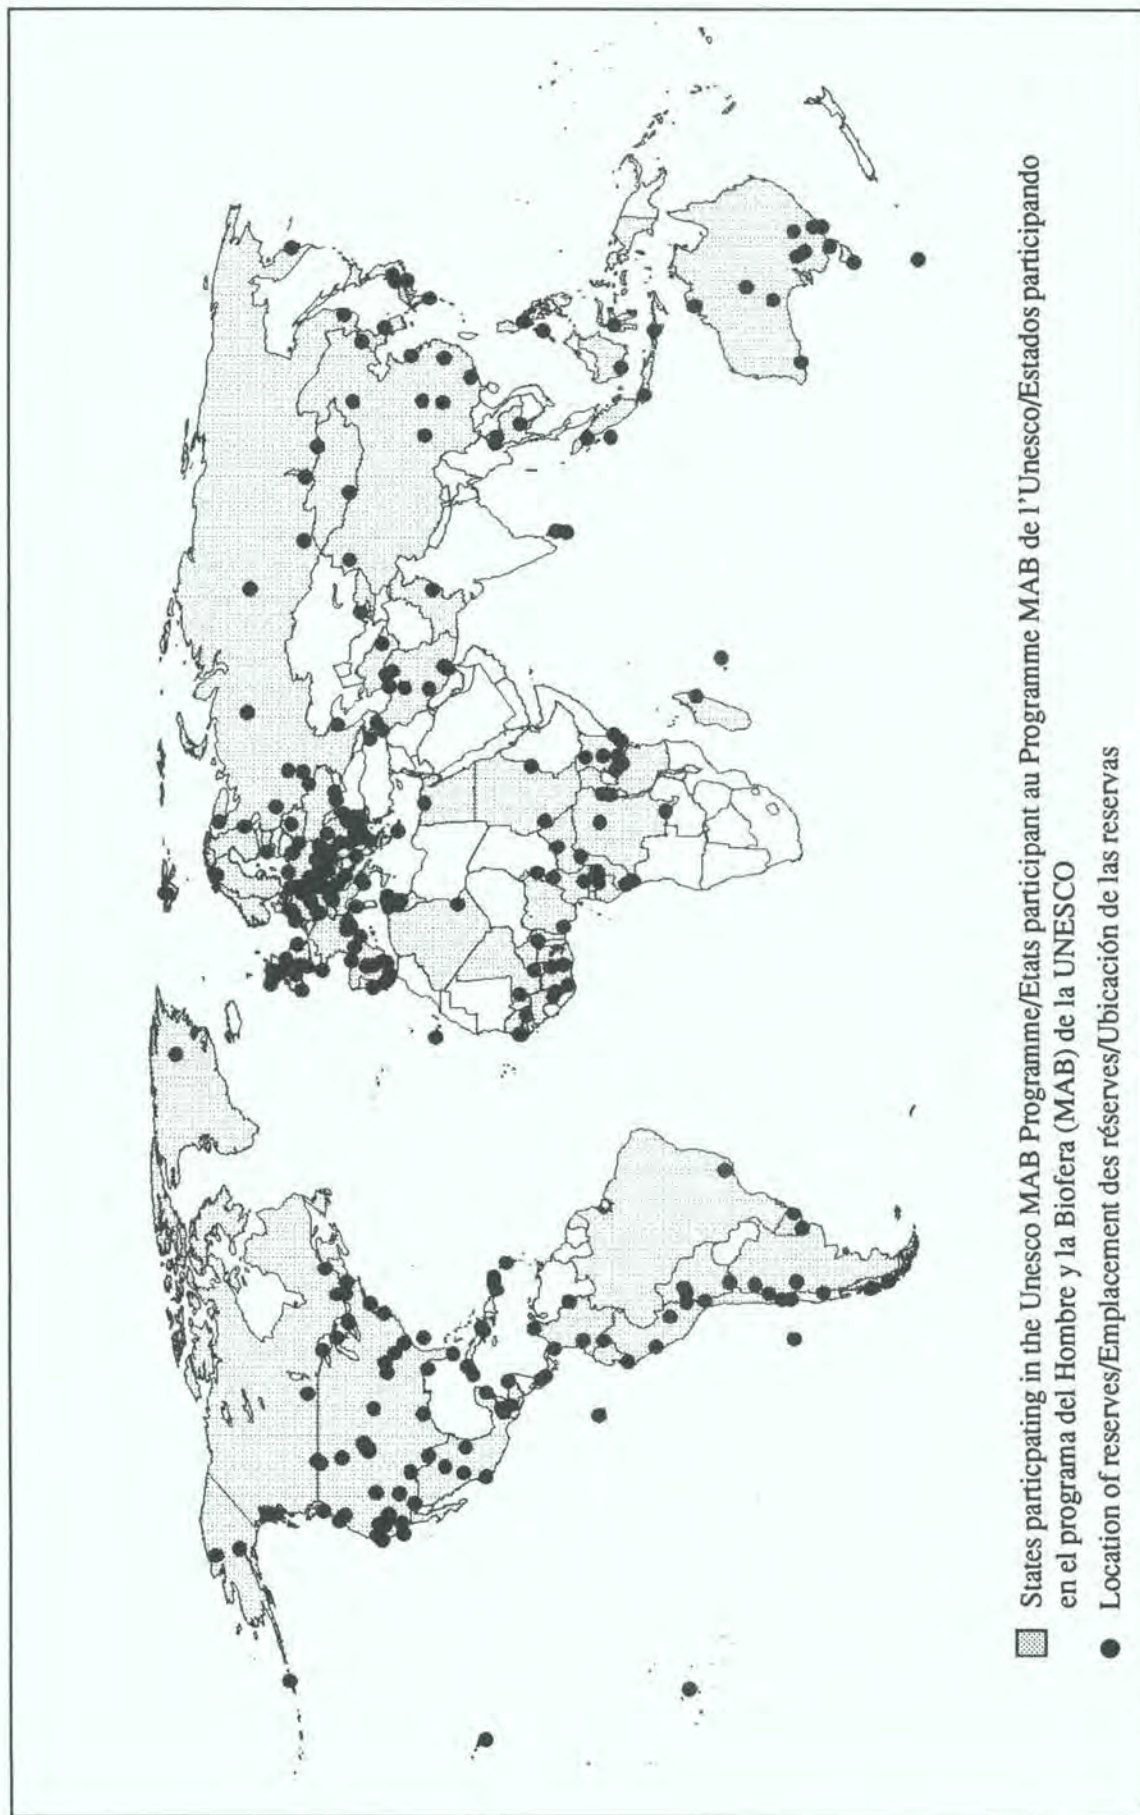 States particpating in the Unesco MAB Programme/Etats participant au Programme MAB de l'Unesco/Estados participando
en el programa del Hombre y la Biofera (MAB) de la UNESCO
Location of reserves/Emplacement des réserves/Ubicación de las reservas